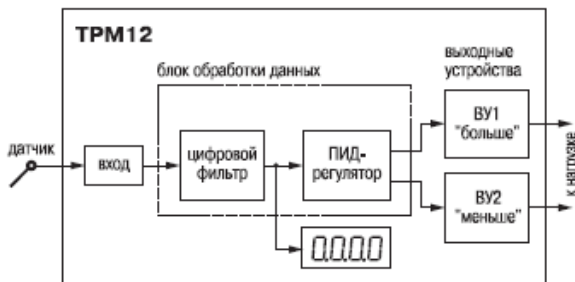 ТРМ12
выходные
устройства
блок обработки данных
датчик
вход
цифровой
фильтр
ПИД-
регулятор
ВУ1
"больше"
ВУ2
"меньше"
к нагрузке
0.0.0.0